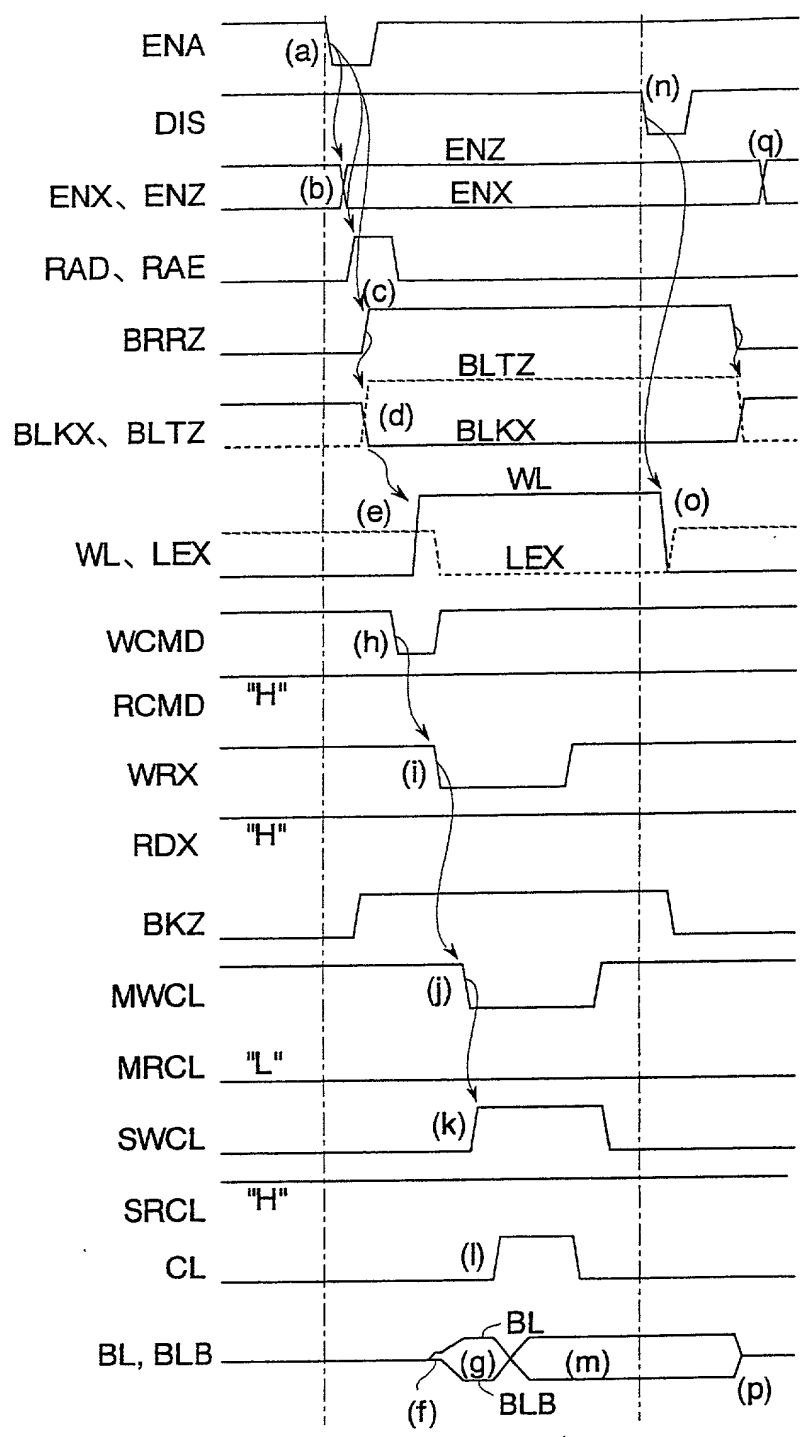 ENA
(a)
DIS
(n)
ENX、ENZ
(b)
ENZ
ENX
(q)
RAD、RAE
(c)
BRRZ
BLTZ
BLKX、BLTZ
(d)
BLKX
WL
(e)
(o)
WL、LEX
LEX
WCMD
(h)
RCMD
"H"
WRX
(i)
RDX
"H"
BKZ
MWCL
(j)
MRCL
"L"
SWCL
(k)
SRCL
"H"
CL
(l)
BL, BLB
BL
(g)
(m)
(f)
BLB
(p)